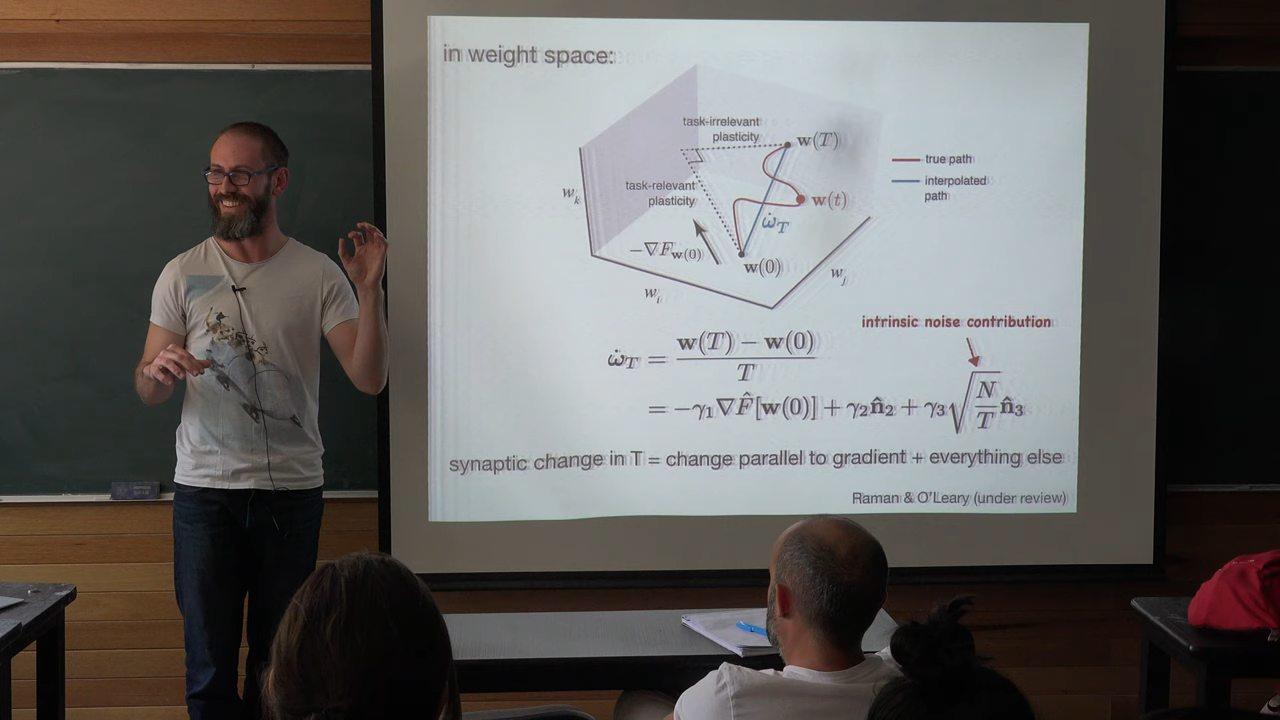 in weight space:
task-irrelevant
plasticity
w(T)
true path
interpolated
path
task-relevant
plasticity
w_k
w(t)
ω̇_T
−∇F_w(0)
w(0)
w_j
w_i
intrinsic noise contribution
ω̇_T = (w(T) − w(0)) / T
= −γ₁∇F̂[w(0)] + γ₂n̂₂ + γ₃√(N/T) n̂₃
synaptic change in T = change parallel to gradient + everything else
Raman & O'Leary (under review)